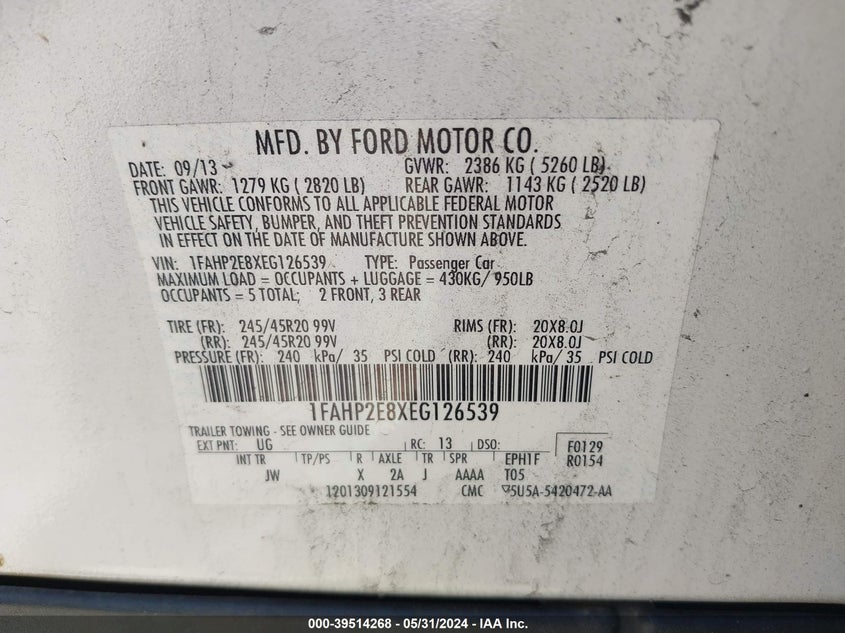 MFD. BY FORD MOTOR CO.
DATE: 09/13 GVWR: 2386 KG ( 5260 LB)
FRONT GAWR: 1279 KG ( 2820 LB) REAR GAWR: 1143 KG ( 2520 LB)
THIS VEHICLE CONFORMS TO ALL APPLICABLE FEDERAL MOTOR
VEHICLE SAFETY, BUMPER, AND THEFT PREVENTION STANDARDS
IN EFFECT ON THE DATE OF MANUFACTURE SHOWN ABOVE.
VIN: 1FAHP2E8XEG126539 TYPE: Passenger Car
MAXIMUM LOAD = OCCUPANTS + LUGGAGE = 430KG/ 950LB
OCCUPANTS = 5 TOTAL; 2 FRONT, 3 REAR
TIRE (FR): 245/45R20 99V RIMS (FR): 20X8.0J
(RR): 245/45R20 99V (RR): 20X8.0J
PRESSURE (FR): 240 kPa/ 35 PSI COLD (RR): 240 kPa/ 35 PSI COLD
1FAHP2E8XEG126539
TRAILER TOWING - SEE OWNER GUIDE
EXT PNT: UG RC: 13 DSO: F0129
INT TR TP/PS R AXLE TR SPR EPH1F R0154
JW X 2A J AAAA T05
1201309121554 CMC 5U5A-5420472-AA
000-39514268 - 05/31/2024 - IAA Inc.